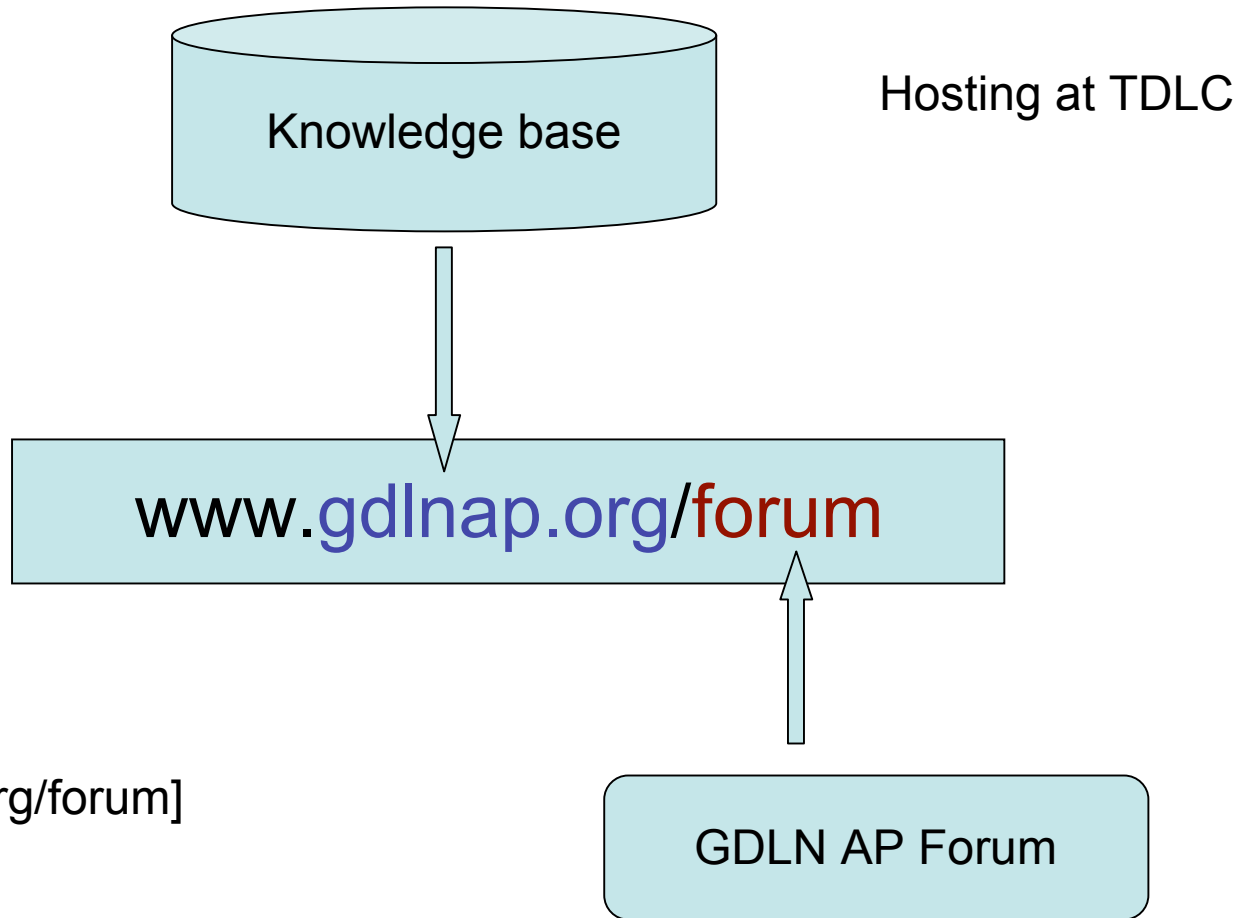 Hosting at TDLC
Knowledge base
www.gdlnap.org/forum
rg/forum]
GDLN AP Forum